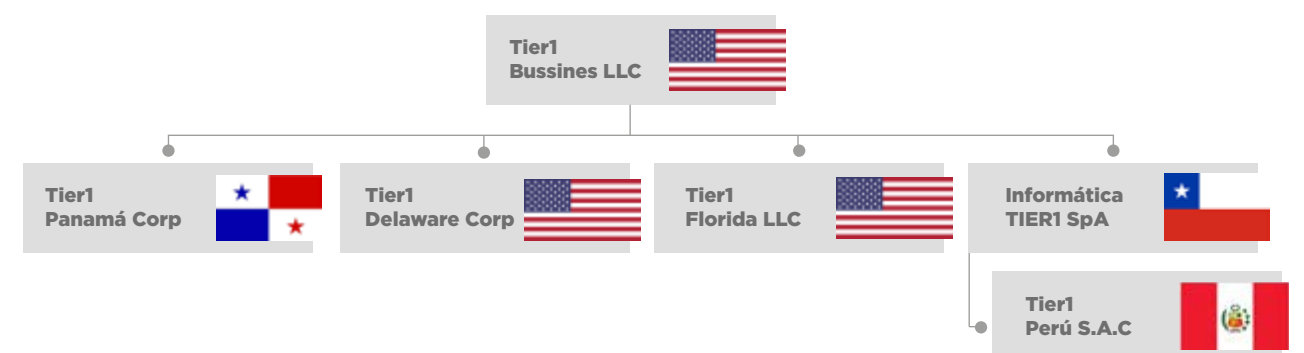 Tier1
Bussines LLC
Tier1
Panamá Corp
Tier1
Delaware Corp
Tier1
Florida LLC
Informática
TIER1 SpA
Tier1
Perú S.A.C